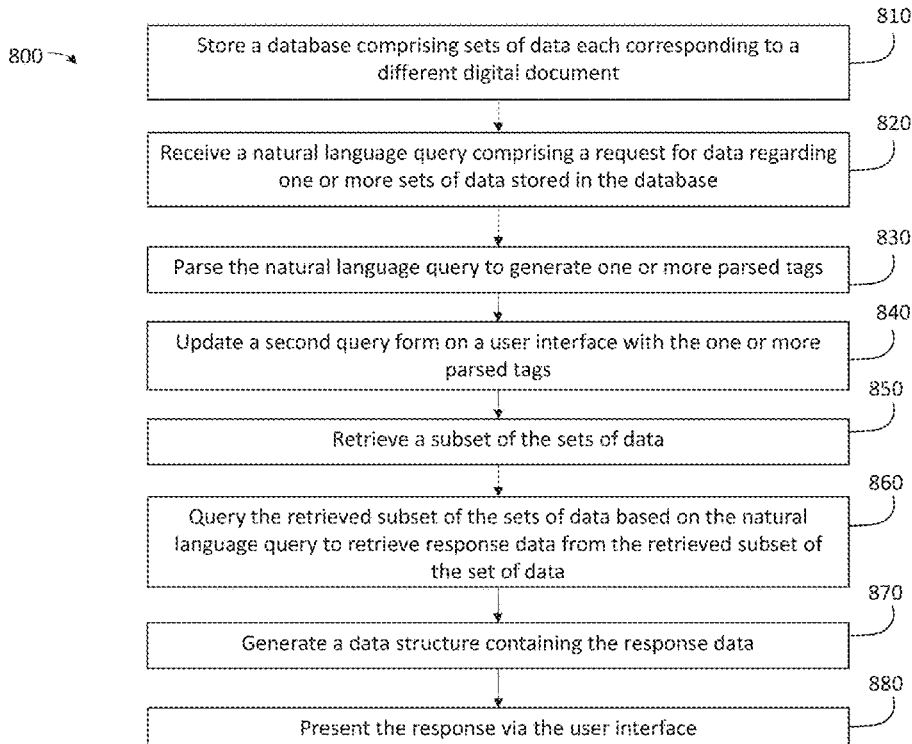 800
810
Store a database comprising sets of data each corresponding to a
different digital document
820
Receive a natural language query comprising a request for data regarding
one or more sets of data stored in the database
830
Parse the natural language query to generate one or more parsed tags
840
Update a second query form on a user interface with the one or more
parsed tags
850
Retrieve a subset of the sets of data
860
Query the retrieved subset of the sets of data based on the natural
language query to retrieve response data from the retrieved subset of
the set of data
870
Generate a data structure containing the response data
880
Present the response via the user interface